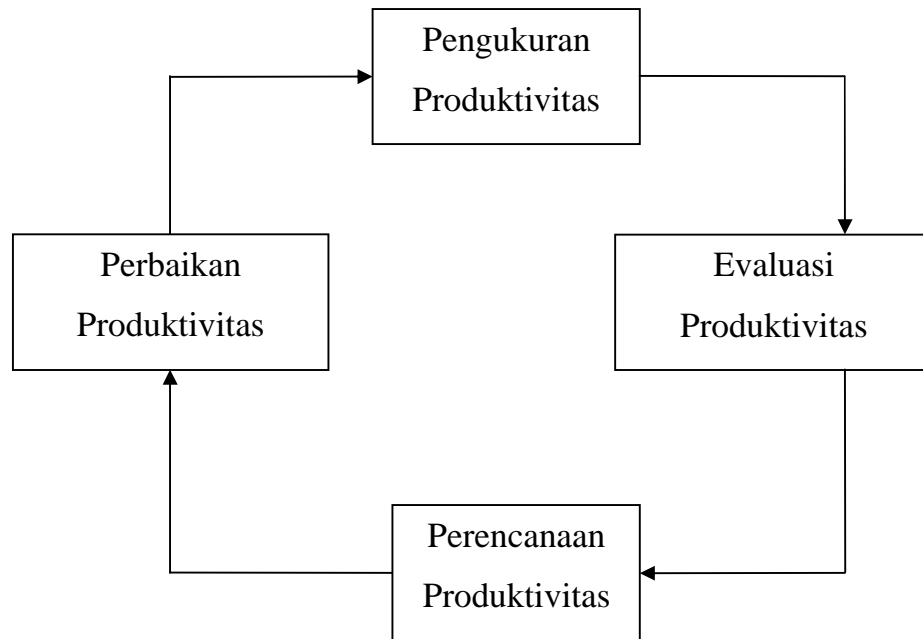 Pengukuran
Produktivitas
Perbaikan
Produktivitas
Evaluasi
Produktivitas
Perencanaan
Produktivitas